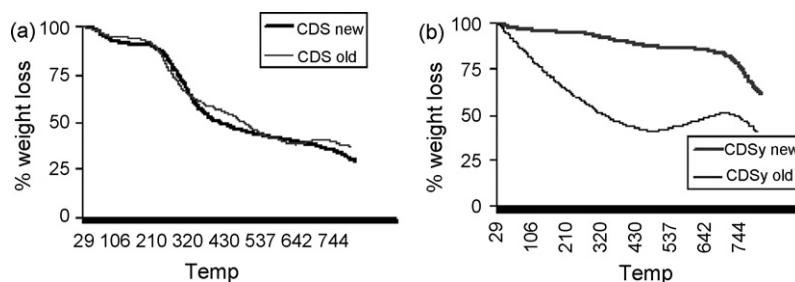 (a)
CDS new
CDS old
100
75
50
25
0
% weight loss
29 106 210 320 430 537 642 744
Temp
(b)
CDSy new
CDSy old
100
75
50
25
0
% weight loss
29
106
210
320
430
537
642
744
Temp